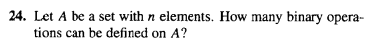 24. Let A be a set with n elements. How many binary opera-
tions can be defined on A?